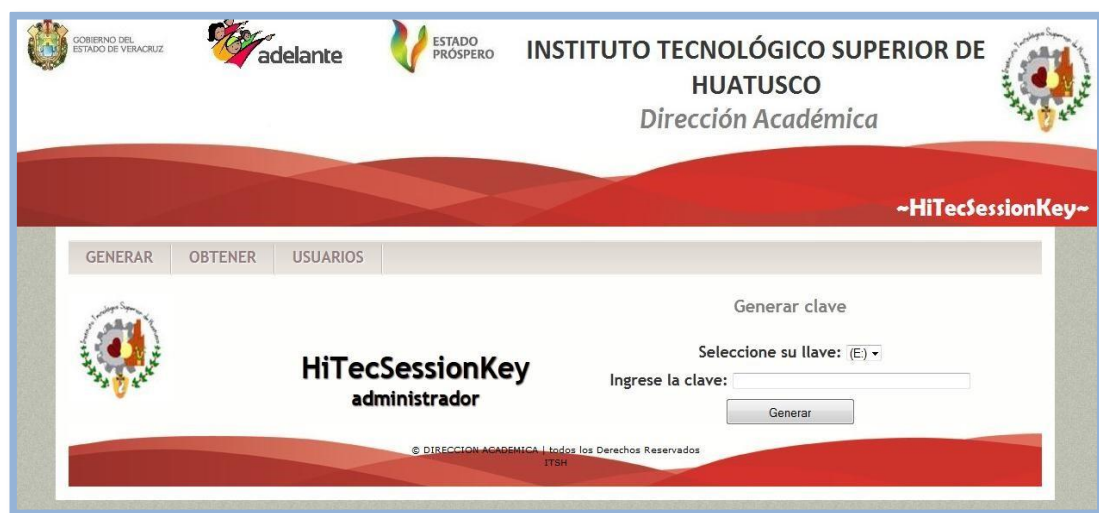 GOBIERNO DEL
ESTADO DE VERACRUZ
adelante
ESTADO
PRÓSPERO
INSTITUTO TECNOLÓGICO SUPERIOR DE
HUATUSCO
Dirección Académica
~HiTecSessionKey~
GENERAR OBTENER USUARIOS
Generar clave
Seleccione su llave: (E:)
HiTecSessionKey
administrador
Ingrese la clave:
Generar
© DIRECCION ACADEMICA | todos los Derechos Reservados
ITSH